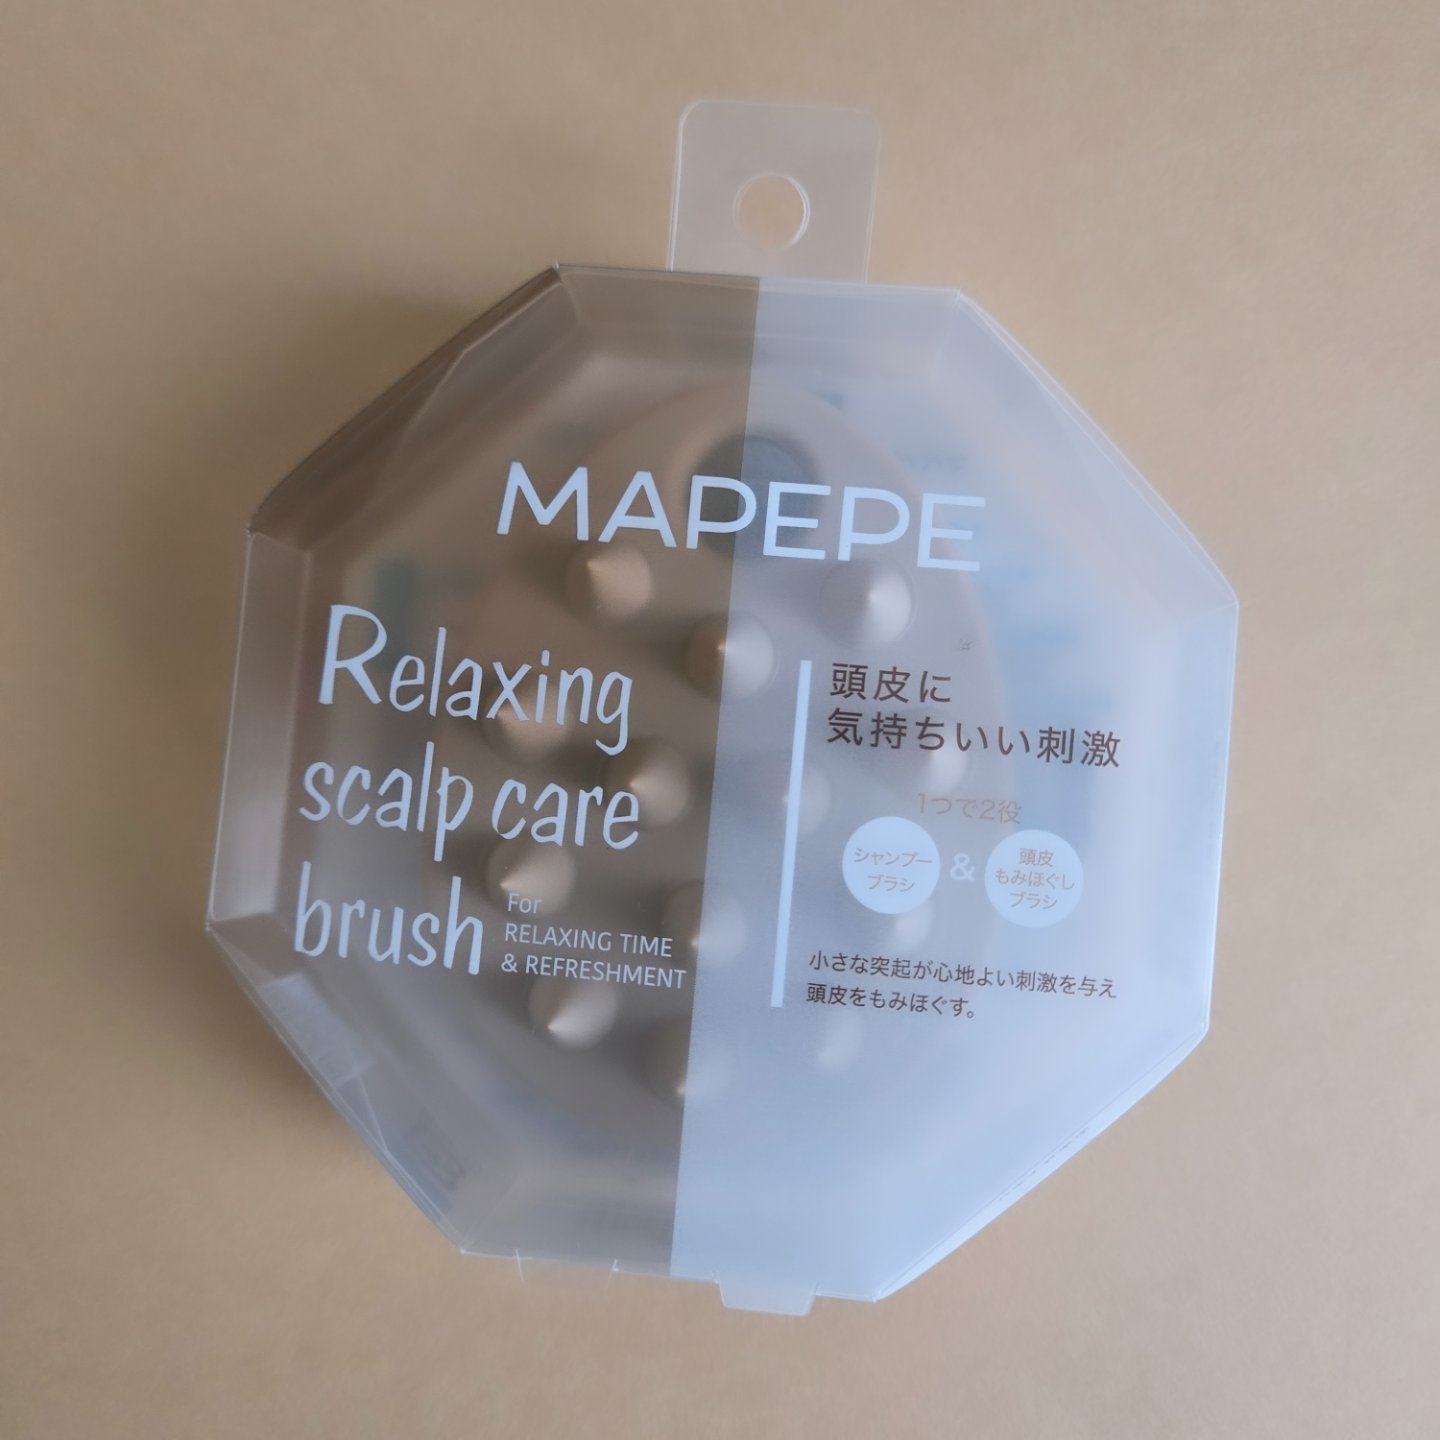 MAPEPE
Relaxing
scalp care
brush
For
RELAXING TIME
& REFRESHMENT
頭皮に
気持ちいい刺激
1つで2役
シャンプー
ブラシ
&
頭皮
もみほぐし
ブラシ
小さな突起が心地よい刺激を与え
頭皮をもみほぐす。